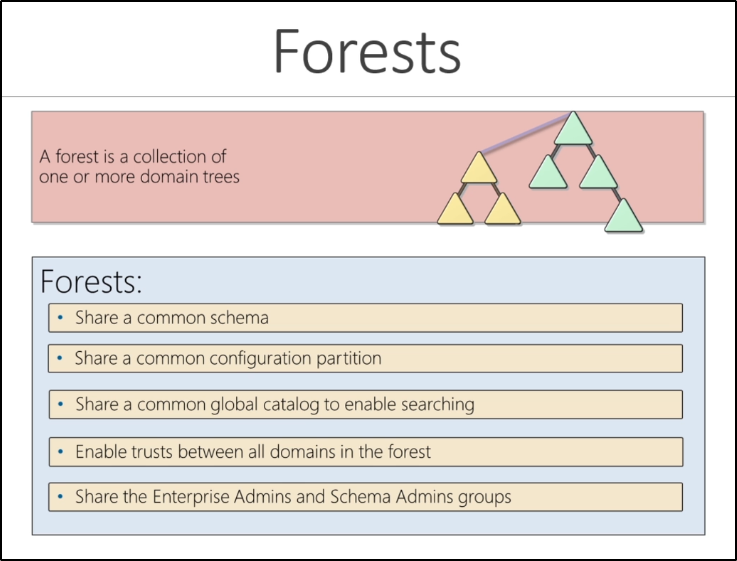 Forests
A forest is a collection of
one or more domain trees
Forests:
• Share a common schema
• Share a common configuration partition
• Share a common global catalog to enable searching
• Enable trusts between all domains in the forest
• Share the Enterprise Admins and Schema Admins groups